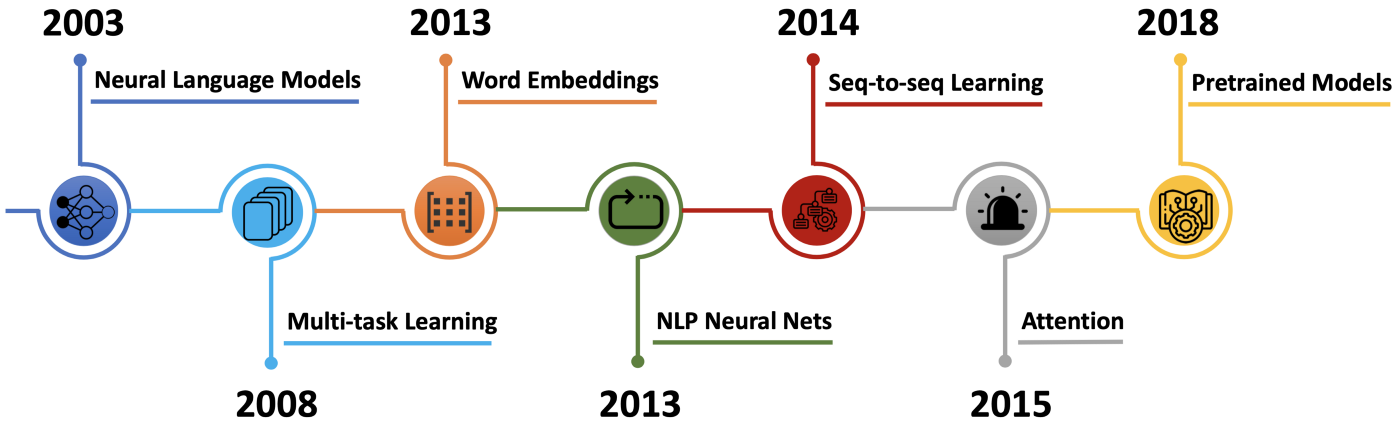 2003
Neural Language Models
Multi-task Learning
2008
2013
Word Embeddings
NLP Neural Nets
2013
2014
Seq-to-seq Learning
Attention
2015
2018
Pretrained Models